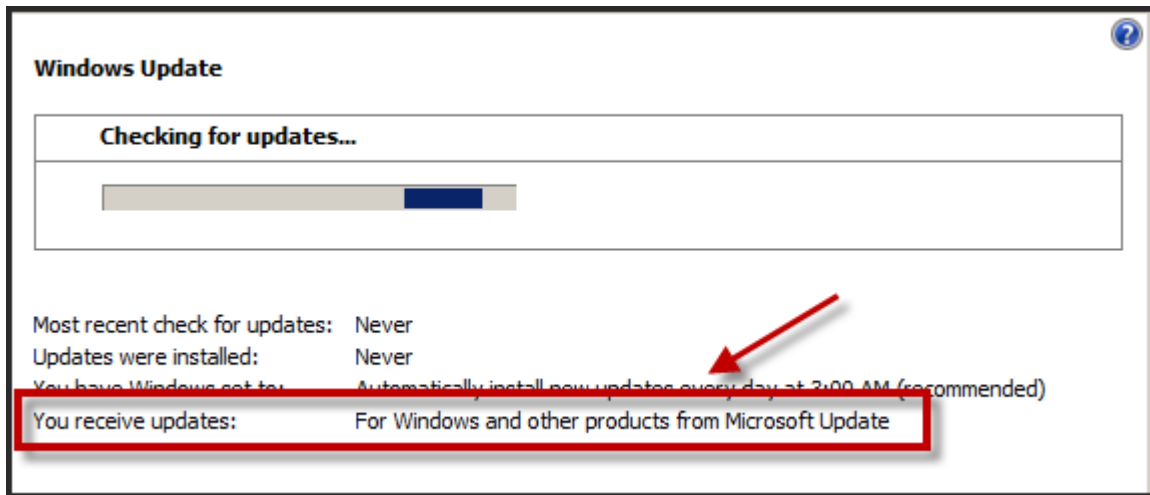 Windows Update
Checking for updates...
Most recent check for updates: Never
Updates were installed: Never
You have Windows set to: Automatically install new updates every day at 3:00 AM (recommended)
You receive updates: For Windows and other products from Microsoft Update